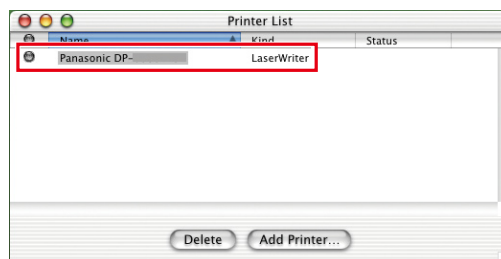 Printer List
Name Kind Status
Panasonic DP- LaserWriter
Delete Add Printer...